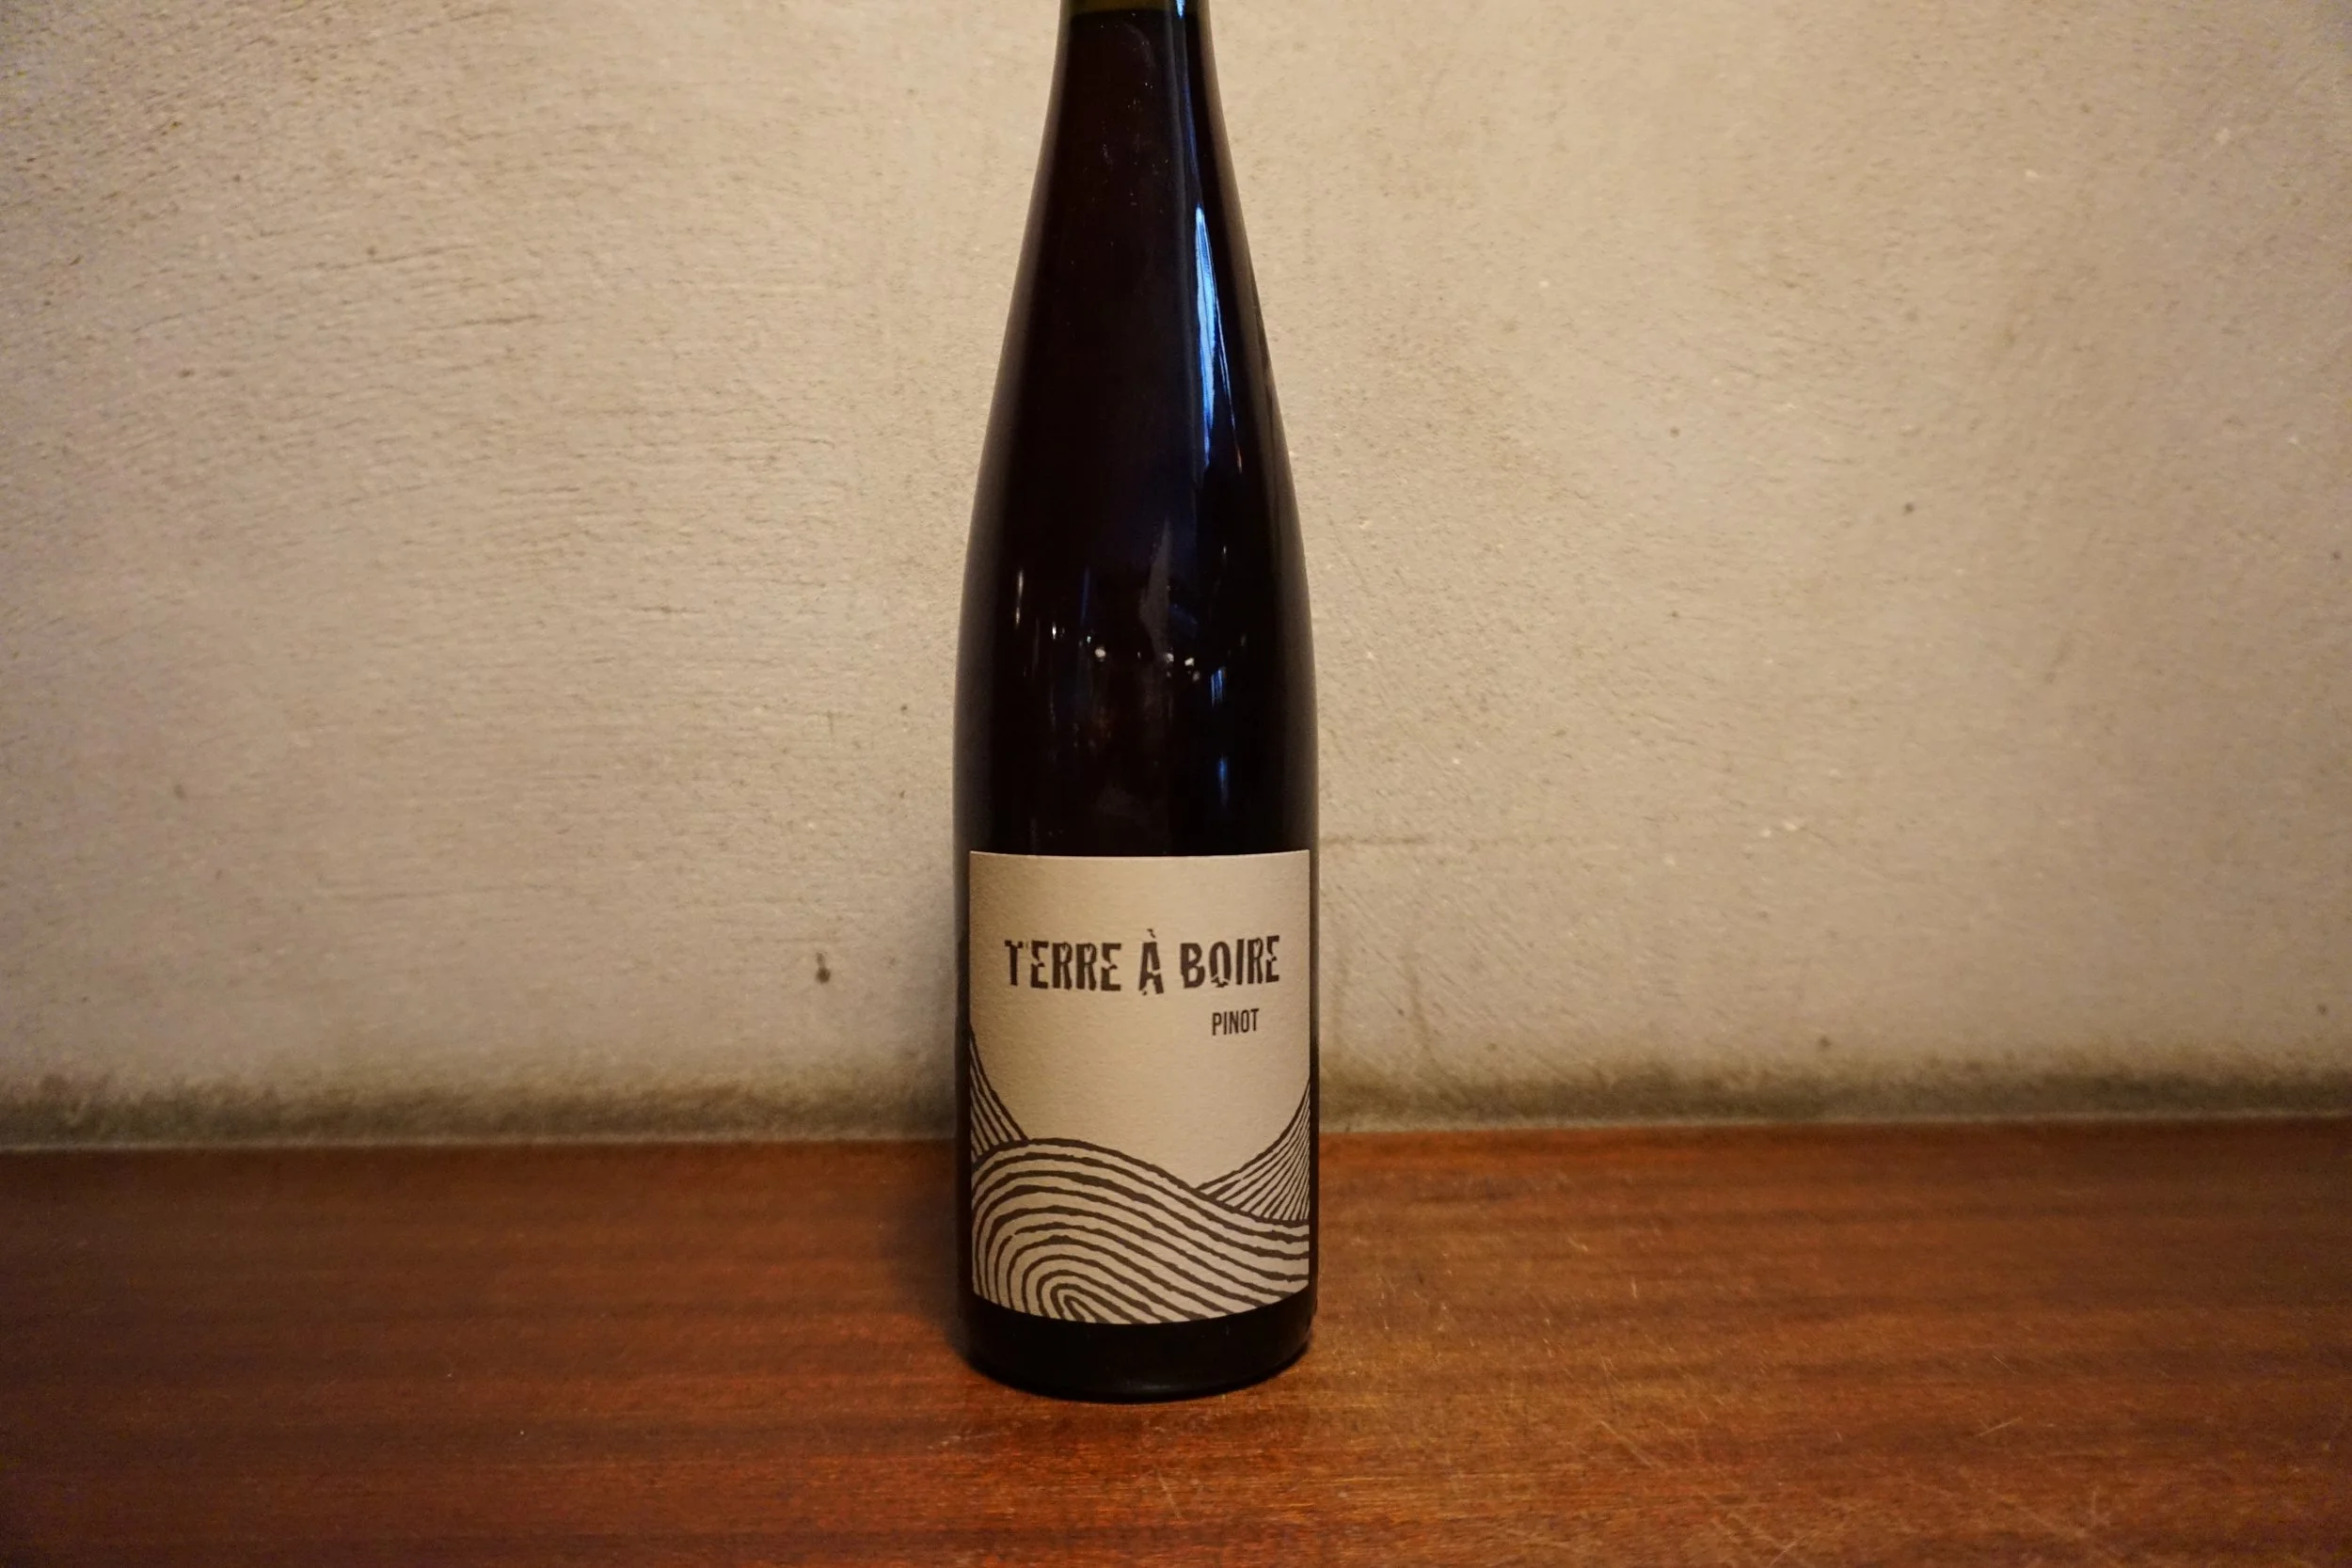 TERRE À BOIRE
PINOT